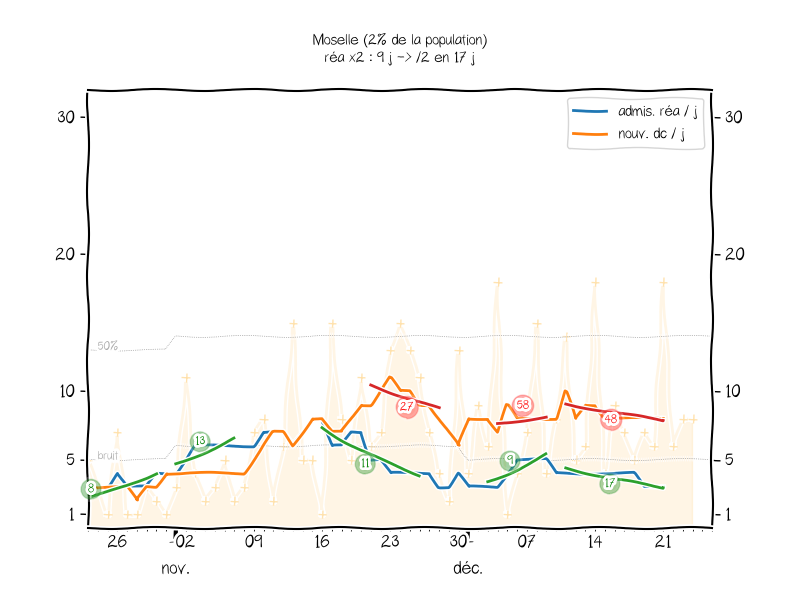 Moselle (2% de la population)
réa x2 : 9 j -> /2 en 17 j
admis. réa / j
nouv. dc / j
30 30
20 20
50%
10 10
27 58 48
13
bruit
5 5
11 9
8 17
1 1
26 02 09 16 23 30 07 14 21
nov. déc.